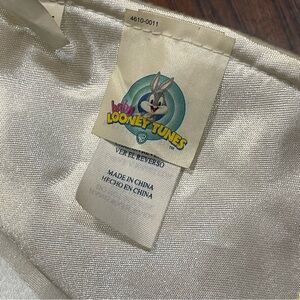 4610-0011
baby
LOONEY TUNES
VER EL REVERSO
MADE IN CHINA
HECHO EN CHINA